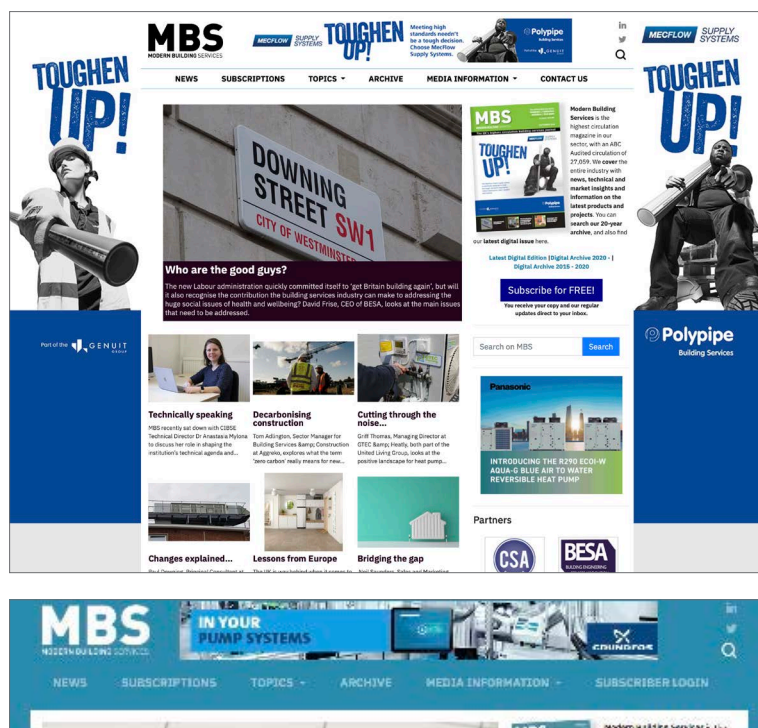 MBS
MODERN BUILDING SERVICES
MECFLOW SUPPLY SYSTEMS
TOUGHEN
UP!
Meeting high
standards needn't
be a tough decision.
Choose MecFlow
Supply Systems.
Polypipe
Building Services
in
TOUGHEN
UP!
Part of the GENUIT
GROUP
MECFLOW SUPPLY SYSTEMS
TOUGHEN
UP!
Polypipe
Building Services
NEWS SUBSCRIPTIONS TOPICS ARCHIVE MEDIA INFORMATION CONTACT US
DOWNING
STREET SW1
CITY OF WESTMINSTER
Who are the good guys?
The new Labour administration quickly committed itself to 'get Britain building again', but will
it also recognise the contribution the building services industry can make to addressing the
huge social issues of health and wellbeing? David Frise, CEO of BESA, looks at the main issues
that need to be addressed.
MBS
TOUGHEN
UP!
Polypipe
Modern Building
Services is the
highest circulation
magazine in our
sector, with an ABC
Audited circulation of
27,059. We cover the
entire industry with
news, technical and
market insights and
information on the
latest products and
projects. You can
search our 20-year
archive, and also find
our latest digital issue here.
Latest Digital Edition |Digital Archive 2020 - |
Digital Archive 2015 - 2020
Subscribe for FREE!
You receive your copy and our regular
updates direct to your inbox.
Search on MBS Search
Technically speaking
MBS recently sat down with CIBSE
Technical Director Dr Anastasia Mylona
to discuss her role in shaping the
institution's technical agenda and...
Decarbonising
construction
Tom Adlington, Sector Manager for
Building Services &amp; Construction
at Aggreko, explores what the term
'zero carbon' really means for new...
Cutting through the
noise...
Griff Thomas, Managing Director at
GTEC &amp; Heatly, both part of the
United Living Group, looks at the
positive landscape for heat pump...
Panasonic
INTRODUCING THE R290 ECOI-W
AQUA-G BLUE AIR TO WATER
REVERSIBLE HEAT PUMP
Changes explained...
Lessons from Europe
Bridging the gap
Partners
CSA
BESA
BUILDING ENGINEERING
MBS
MODERN BUILDING SERVICES
IN YOUR
PUMP SYSTEMS
GRUNDFOS
in
NEWS SUBSCRIPTIONS TOPICS ARCHIVE MEDIA INFORMATION SUBSCRIBER LOGIN